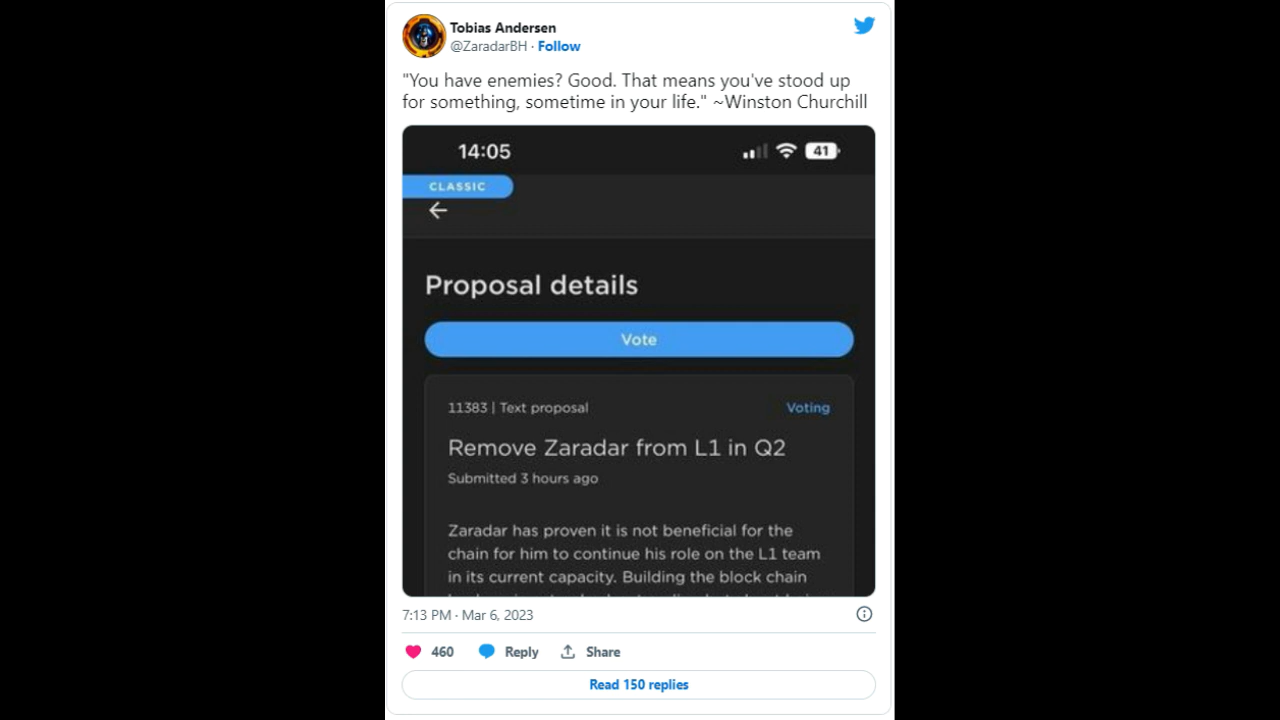 Tobias Andersen
@ZaradarBH · Follow
"You have enemies? Good. That means you've stood up
for something, sometime in your life." ~Winston Churchill
14:05
41
CLASSIC
Proposal details
Vote
11383 | Text proposal
Voting
Remove Zaradar from L1 in Q2
Submitted 3 hours ago
Zaradar has proven it is not beneficial for the
chain for him to continue his role on the L1 team
in its current capacity. Building the block chain
7:13 PM · Mar 6, 2023
460
Reply
Share
Read 150 replies